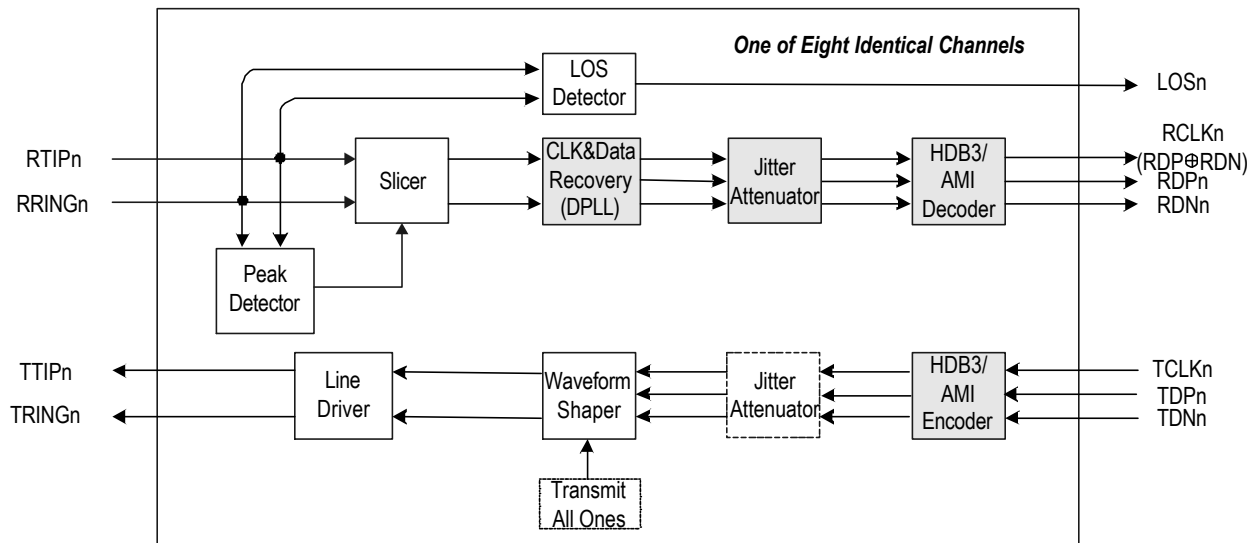 One of Eight Identical Channels
LOS
Detector
LOSn
RTIPn
RRINGn
Slicer
CLK&Data
Recovery
(DPLL)
Jitter
Attenuator
HDB3/
AMI
Decoder
RCLKn
(RDP⊕RDN)
RDPn
RDNn
Peak
Detector
TTIPn
TRINGn
Line
Driver
Waveform
Shaper
Jitter
Attenuator
HDB3/
AMI
Encoder
TCLKn
TDPn
TDNn
Transmit
All Ones